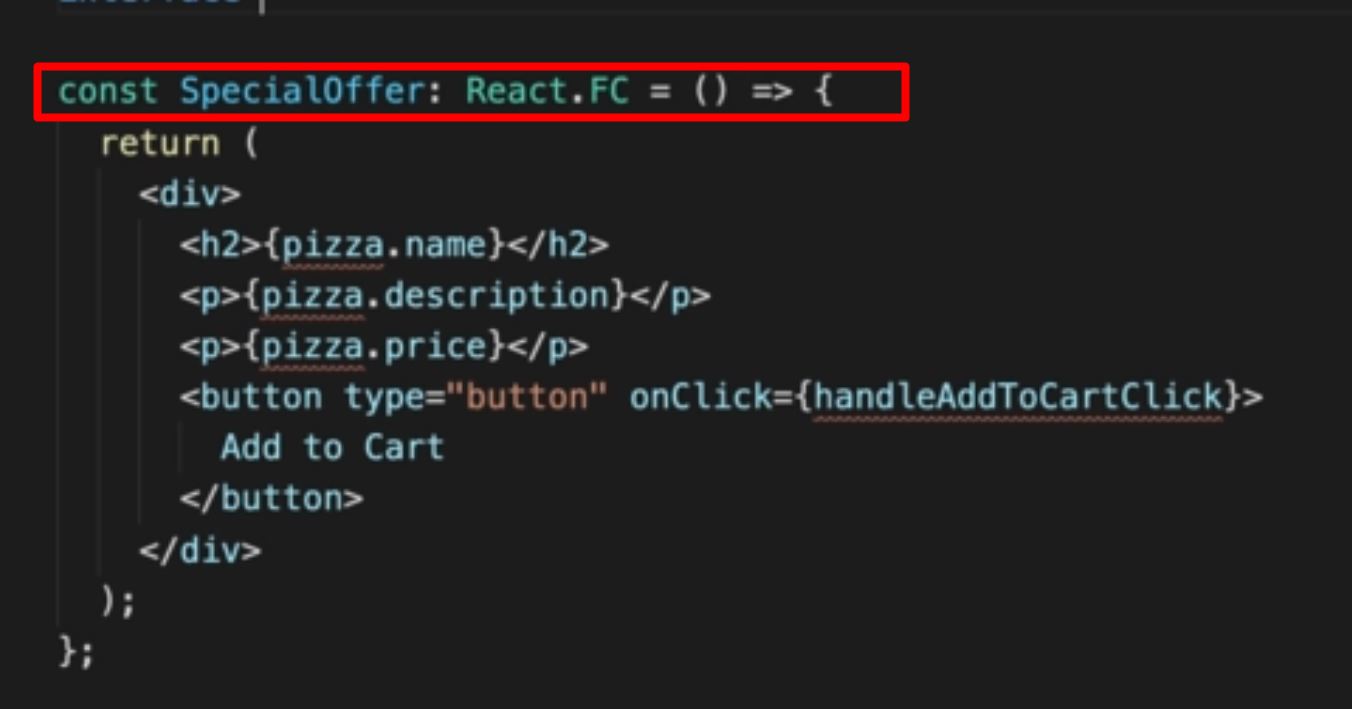 const SpecialOffer: React.FC = () => {
return (
<div>
<h2>{pizza.name}</h2>
<p>{pizza.description}</p>
<p>{pizza.price}</p>
<button type="button" onClick={handleAddToCartClick}>
Add to Cart
</button>
</div>
);
};